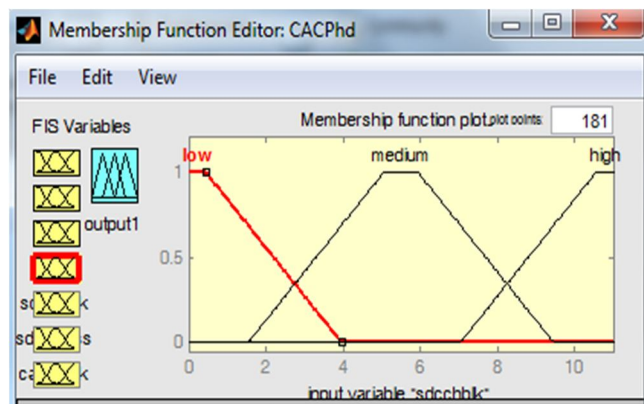 Membership Function Editor: CACPhd
File Edit View
FIS Variables
Membership function plots
plot points:
181
output1
low
medium
high
1
0.5
0
0 2 4 6 8 10
input variable "sdcchblk"